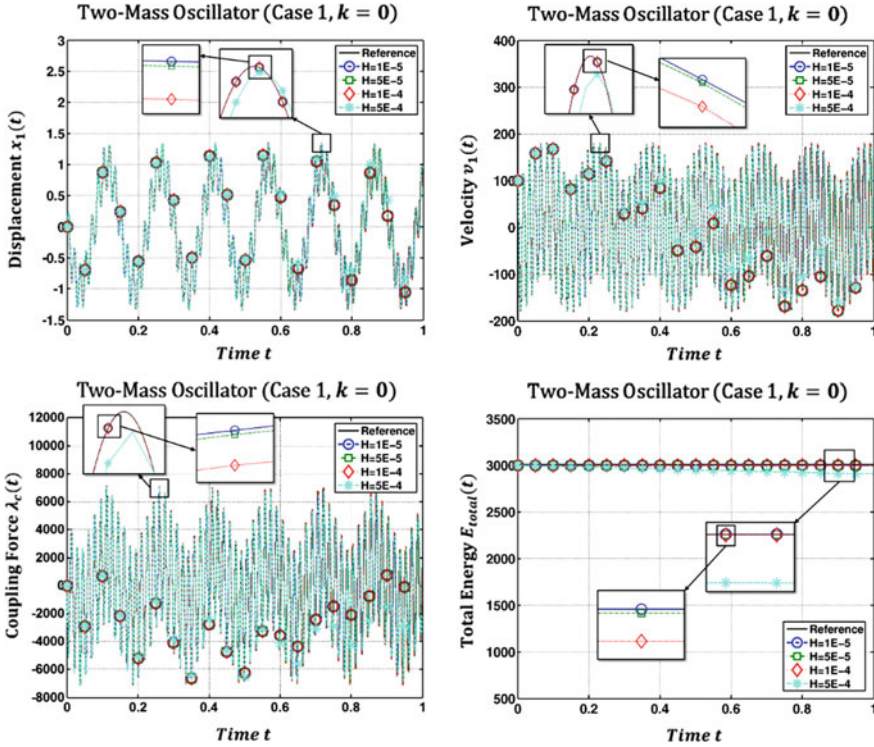 Two-Mass Oscillator (Case 1, k = 0)
Displacement x₁(t)
3
2.5
2
1.5
1
0.5
0
-0.5
-1
-1.5
0 0.2 0.4 0.6 0.8 1
Time t
Reference
H=1E-5
H=5E-5
H=1E-4
H=5E-4
Two-Mass Oscillator (Case 1, k = 0)
Velocity v₁(t)
400
300
200
100
0
-100
-200
0 0.2 0.4 0.6 0.8 1
Time t
Reference
H=1E-5
H=5E-5
H=1E-4
H=5E-4
Two-Mass Oscillator (Case 1, k = 0)
Coupling Force λc(t)
12000
10000
8000
6000
4000
2000
0
-2000
-4000
-6000
-8000
0 0.2 0.4 0.6 0.8 1
Time t
Reference
H=1E-5
H=5E-5
H=1E-4
H=5E-4
Two-Mass Oscillator (Case 1, k = 0)
Total Energy Etotal(t)
3500
3000
2500
2000
1500
1000
500
0 0.2 0.4 0.6 0.8 1
Time t
Reference
H=1E-5
H=5E-5
H=1E-4
H=5E-4